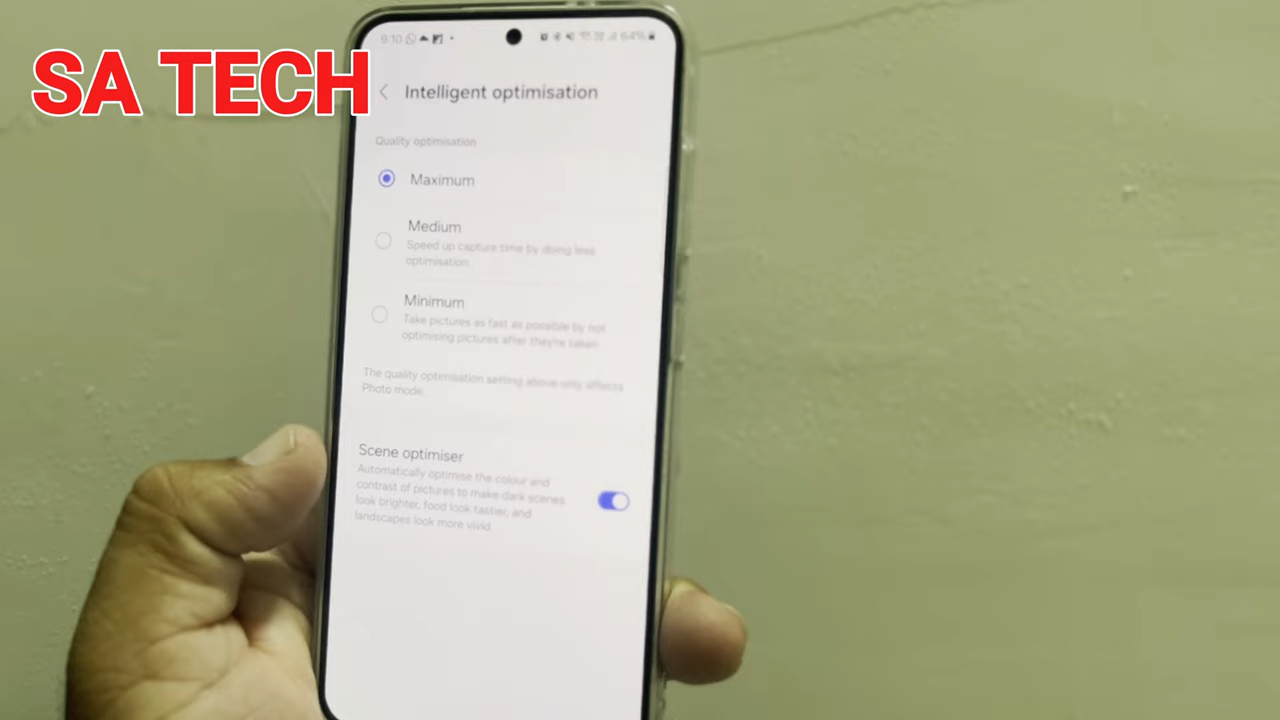 SA TECH
9:10
64%
Intelligent optimisation
Quality optimisation
Maximum
Medium
Speed up capture time by doing less
optimisation.
Minimum
Take pictures as fast as possible by not
optimising pictures after they're taken.
The quality optimisation setting above only affects
Photo mode.
Scene optimiser
Automatically optimise the colour and
contrast of pictures to make dark scenes
look brighter, food look tastier, and
landscapes look more vivid.